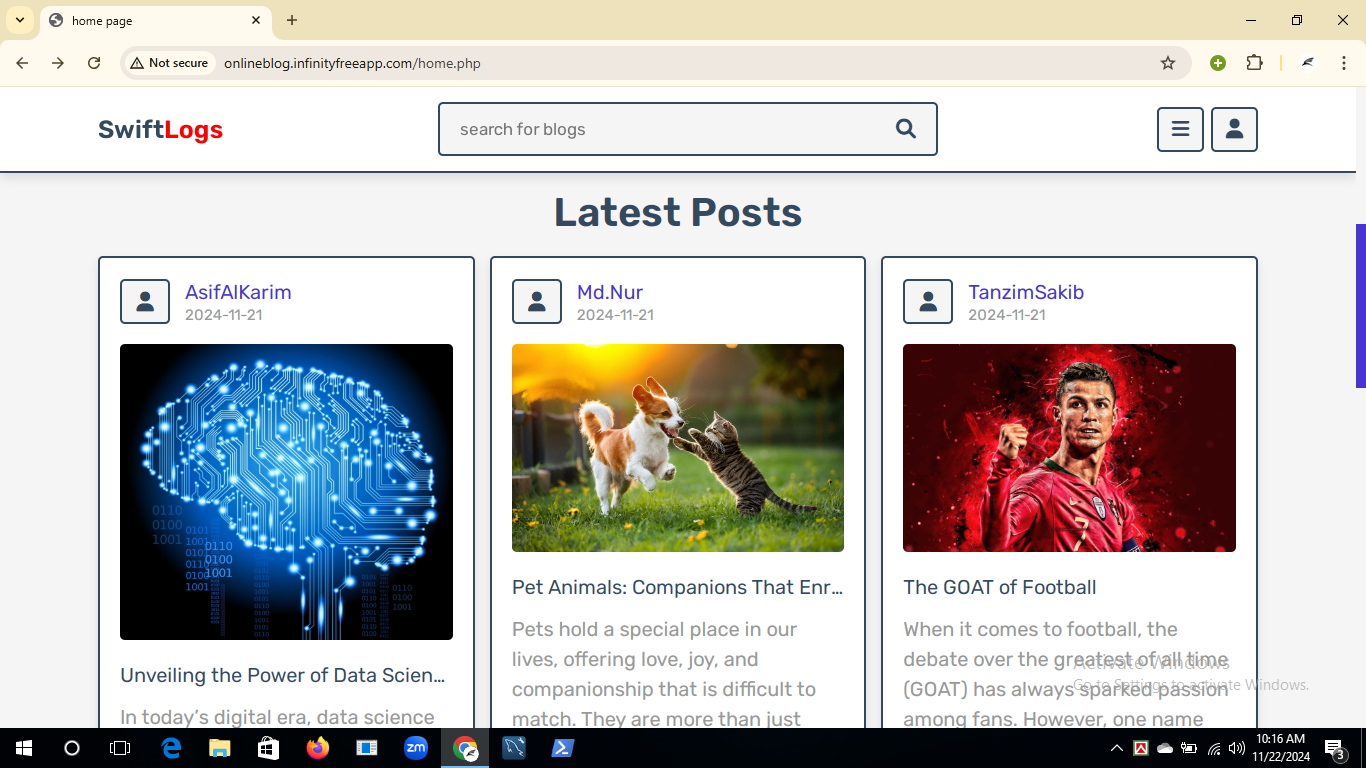 home page
Not secure
onlineblog.infinityfreeapp.com/home.php
SwiftLogs
search for blogs
Latest Posts
AsifAlKarim
2024-11-21
0110
0100
1001
0110
0100
1001
Unveiling the Power of Data Scien...
In today's digital era, data science
Md.Nur
2024-11-21
Pet Animals: Companions That Enr...
Pets hold a special place in our
lives, offering love, joy, and
companionship that is difficult to
match. They are more than just
TanzimSakib
2024-11-21
7
The GOAT of Football
When it comes to football, the
debate over the greatest of all time
(GOAT) has always sparked passion
among fans. However, one name
Activate Windows
Go to Settings to activate Windows.
zm
10:16 AM
11/22/2024
3